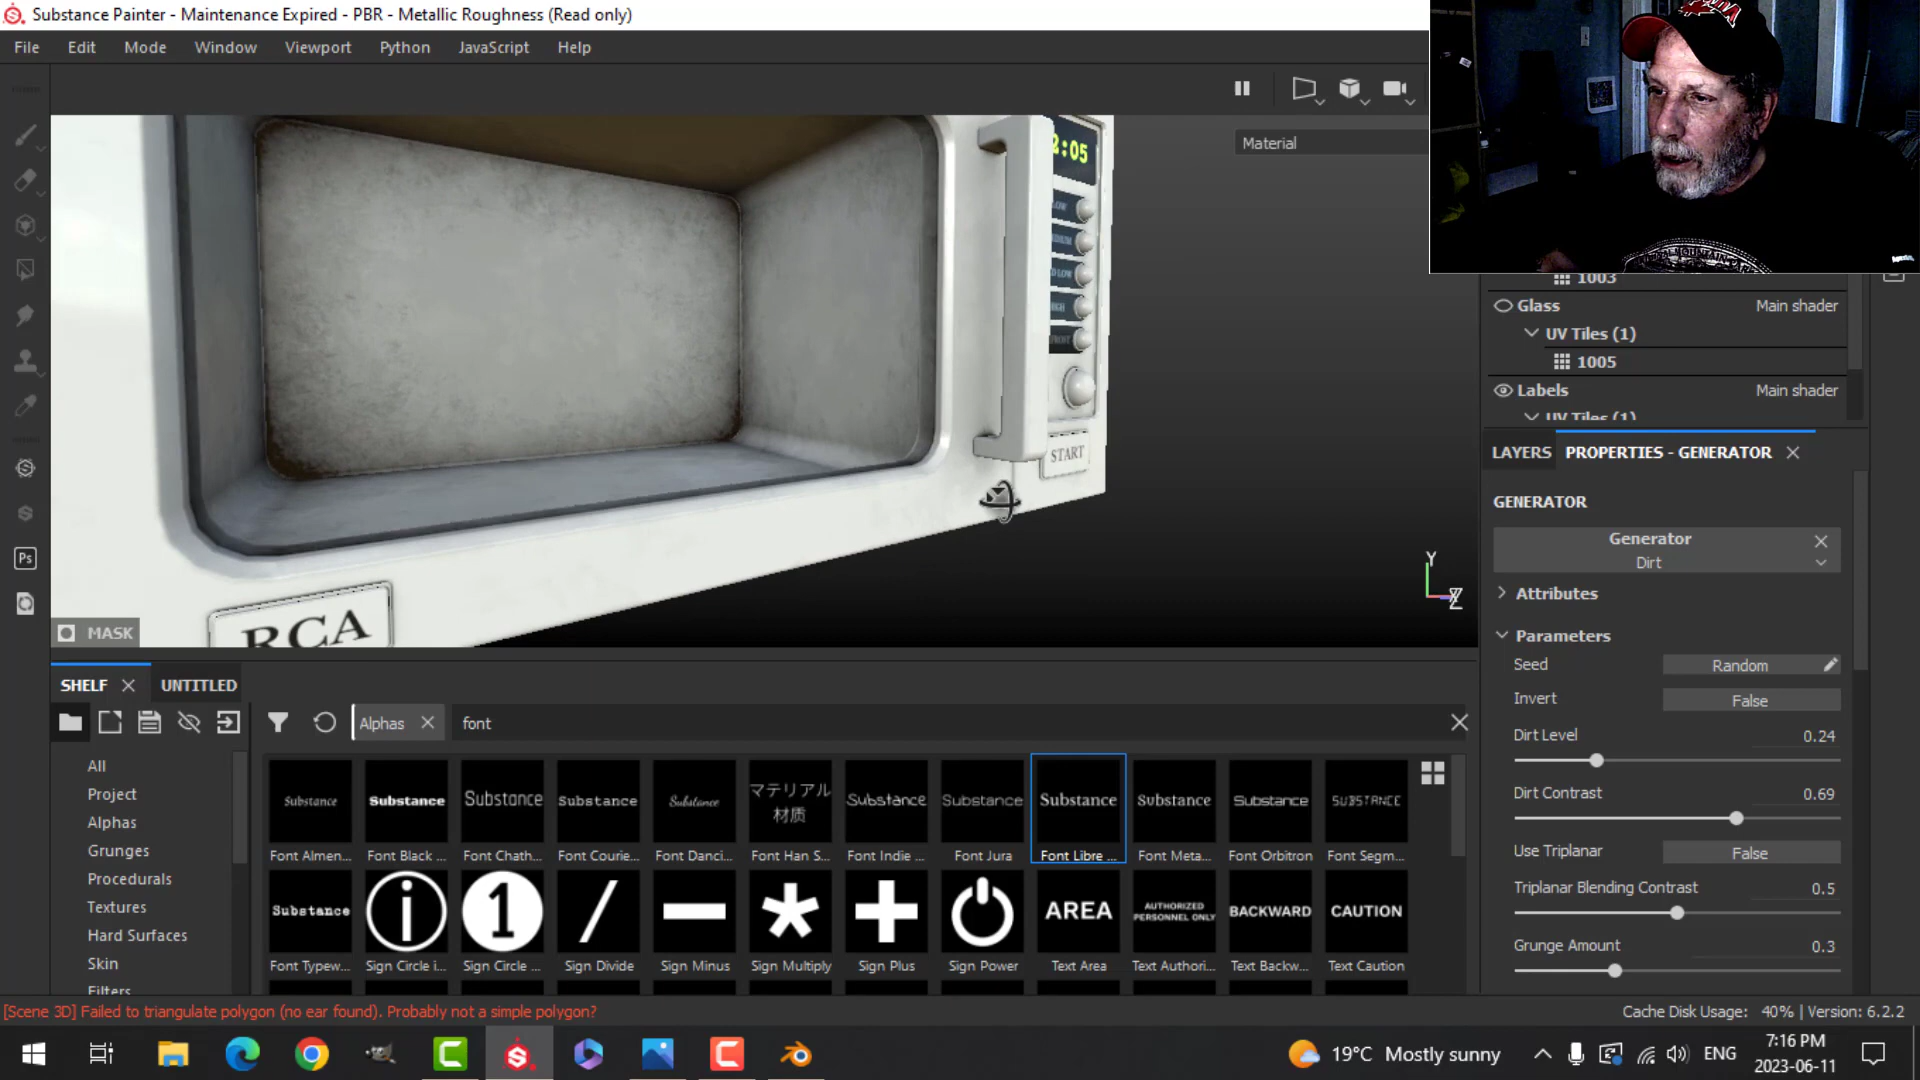 Substance Painter - Maintenance Expired - PBR - Metallic Roughness (Read only)
File Edit Mode Window Viewport Python JavaScript Help
Material
2:05
LOW
HIGH
START
RCA
MASK
Y
Z
1003
Glass Main shader
UV Tiles (1)
1005
Labels Main shader
UV Tiles (1)
LAYERS PROPERTIES - GENERATOR
GENERATOR
Generator
Dirt
Attributes
Parameters
Seed Random
Invert False
Dirt Level 0.24
Dirt Contrast 0.69
Use Triplanar False
Triplanar Blending Contrast 0.5
Grunge Amount 0.3
SHELF UNTITLED
Ps
Alphas font
All
Project
Alphas
Grunges
Procedurals
Textures
Hard Surfaces
Skin
Filters
Substance Substance Substance Substance Substance マテリアル 材质 Substance Substance Substance Substance Substance SUBSTANCE
Font Almen... Font Black ... Font Chath... Font Courie... Font Danci... Font Han S... Font Indie ... Font Jura Font Libre ... Font Meta... Font Orbitron Font Segm...
Substance i 1 / AREA AUTHORIZED PERSONNEL ONLY BACKWARD CAUTION
Font Typew... Sign Circle i... Sign Circle ... Sign Divide Sign Minus Sign Multiply Sign Plus Sign Power Text Area Text Authori... Text Backw... Text Caution
[Scene 3D] Failed to triangulate polygon (no ear found). Probably not a simple polygon?
Cache Disk Usage: 40% | Version: 6.2.2
19°C Mostly sunny
ENG
7:16 PM
2023-06-11